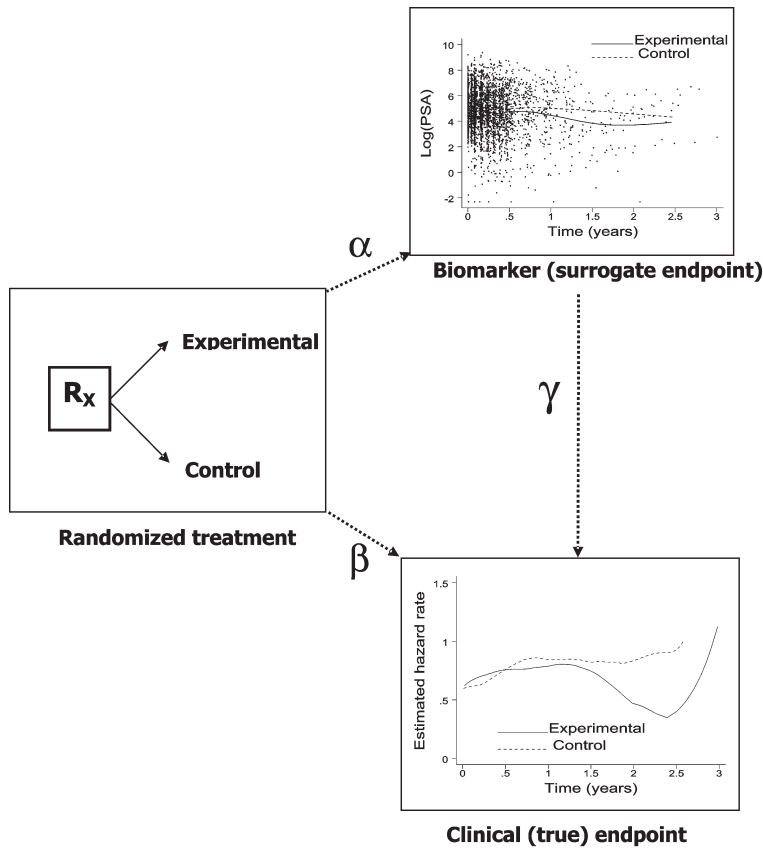 Experimental
Control
10
8
6
4
2
0
-2
Log(PSA)
0 .5 1 1.5 2 2.5 3
Time (years)
α
Biomarker (surrogate endpoint)
Experimental
RX
Control
γ
Randomized treatment
β
1.5
1
.5
0
Estimated hazard rate
Experimental
Control
0 .5 1 1.5 2 2.5 3
Time (years)
Clinical (true) endpoint